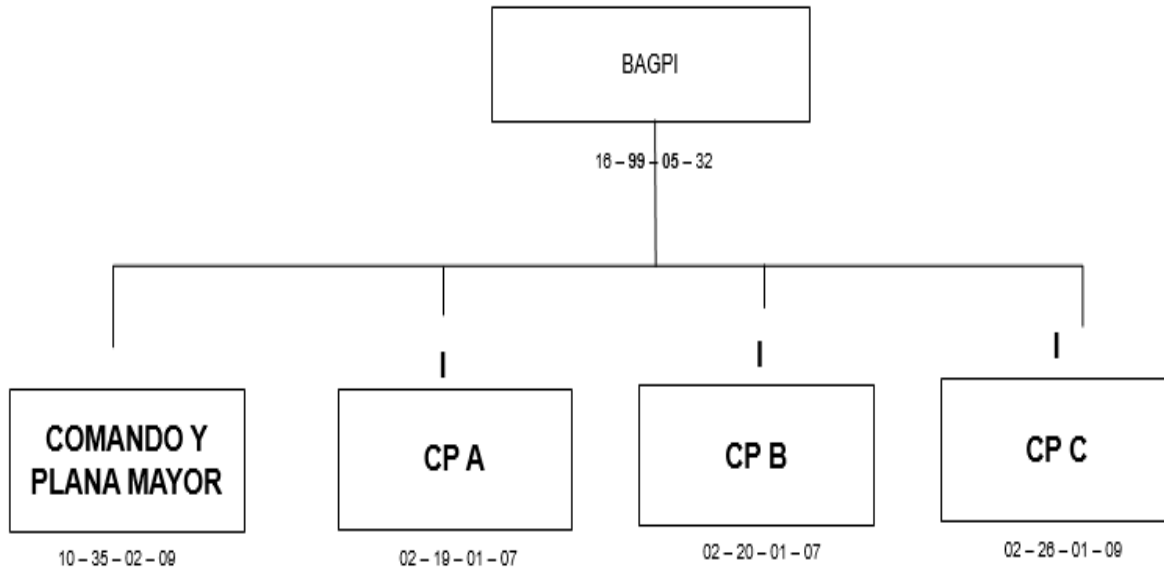 BAGPI
16 – 99 – 05 – 32
I
I
I
COMANDO Y
PLANA MAYOR
CP A
CP B
CP C
10 – 35 – 02 – 09
02 – 19 – 01 – 07
02 – 20 – 01 – 07
02 – 26 – 01 – 09